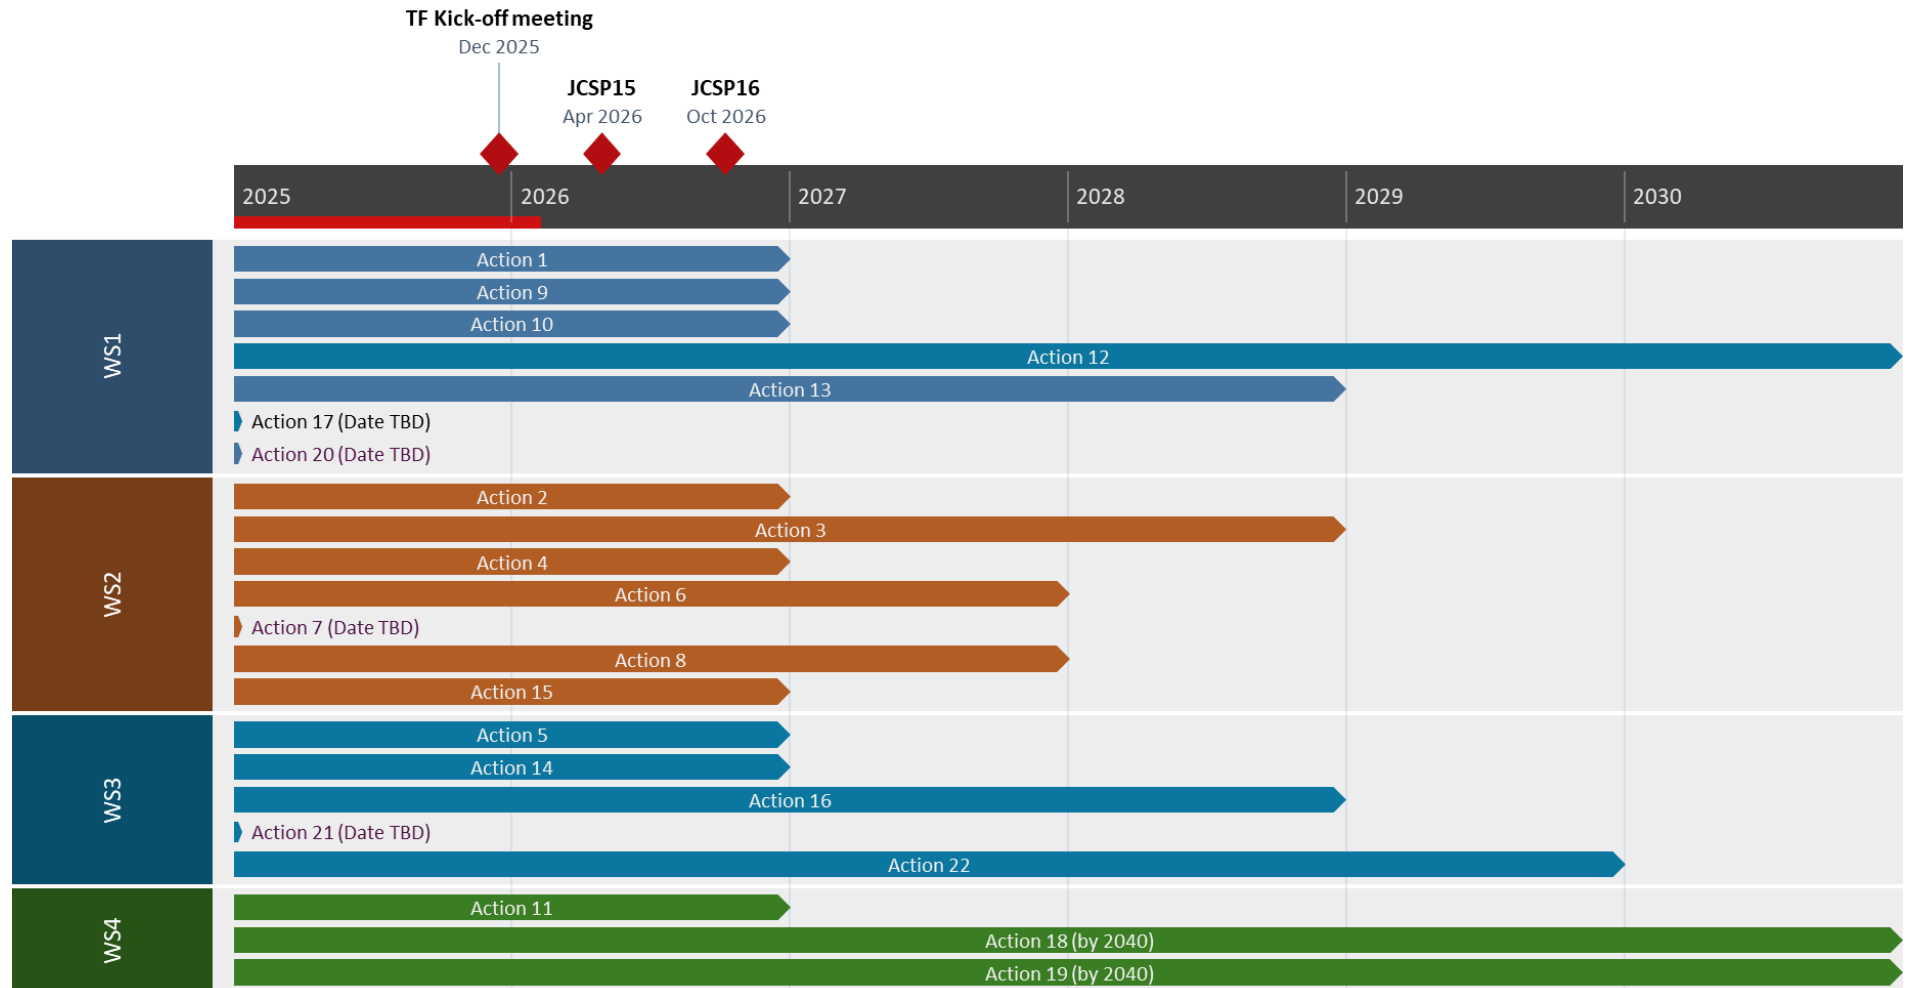 TF Kick-off meeting
Dec 2025
JCSP15
Apr 2026
JCSP16
Oct 2026
2025
2026
2027
2028
2029
2030
WS1
Action 1
Action 9
Action 10
Action 12
Action 13
Action 17 (Date TBD)
Action 20 (Date TBD)
WS2
Action 2
Action 3
Action 4
Action 6
Action 7 (Date TBD)
Action 8
Action 15
WS3
Action 5
Action 14
Action 16
Action 21 (Date TBD)
Action 22
WS4
Action 11
Action 18 (by 2040)
Action 19 (by 2040)